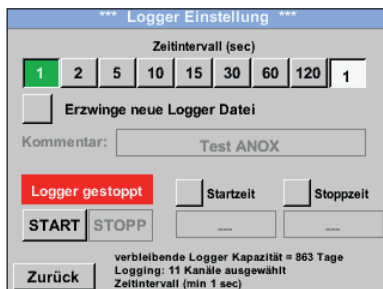 *** Logger Einstellung ***
Zeitintervall (sec)
1 2 5 10 15 30 60 120 1
Erzwinge neue Logger Datei
Kommentar: Test ANOX
Logger gestoppt Startzeit Stoppzeit
START STOPP --- ---
verbleibende Logger Kapazität = 863 Tage
Logging: 11 Kanäle ausgewählt
Zurück Zeitintervall (min 1 sec)